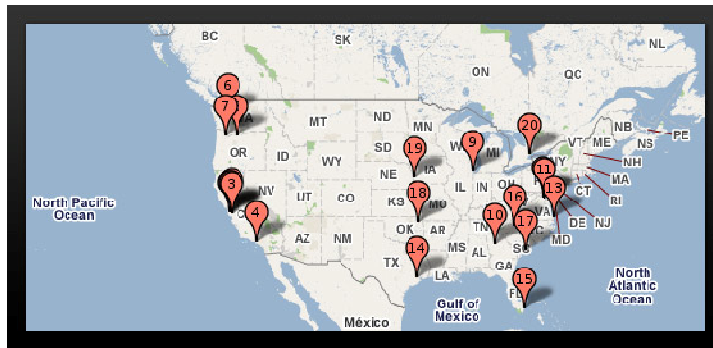 BC
SK
NL
ON
QC
6
7
ND
MN
NB
PE
MT
20
VT
ME
NS
OR
SD
19
9
MI
NY
NH
ID
WY
IA
11
MA
NE
3
NV
UT
CO
IL
IN
13
CT
RI
KS
18
MO
16
VA
NJ
North Pacific
Ocean
4
10
17
DE
AZ
NM
OK
AR
TN
SC
MD
14
MS
AL
TX
GA
LA
15
FL
North
Atlantic
Ocean
Gulf of
Mexico
México